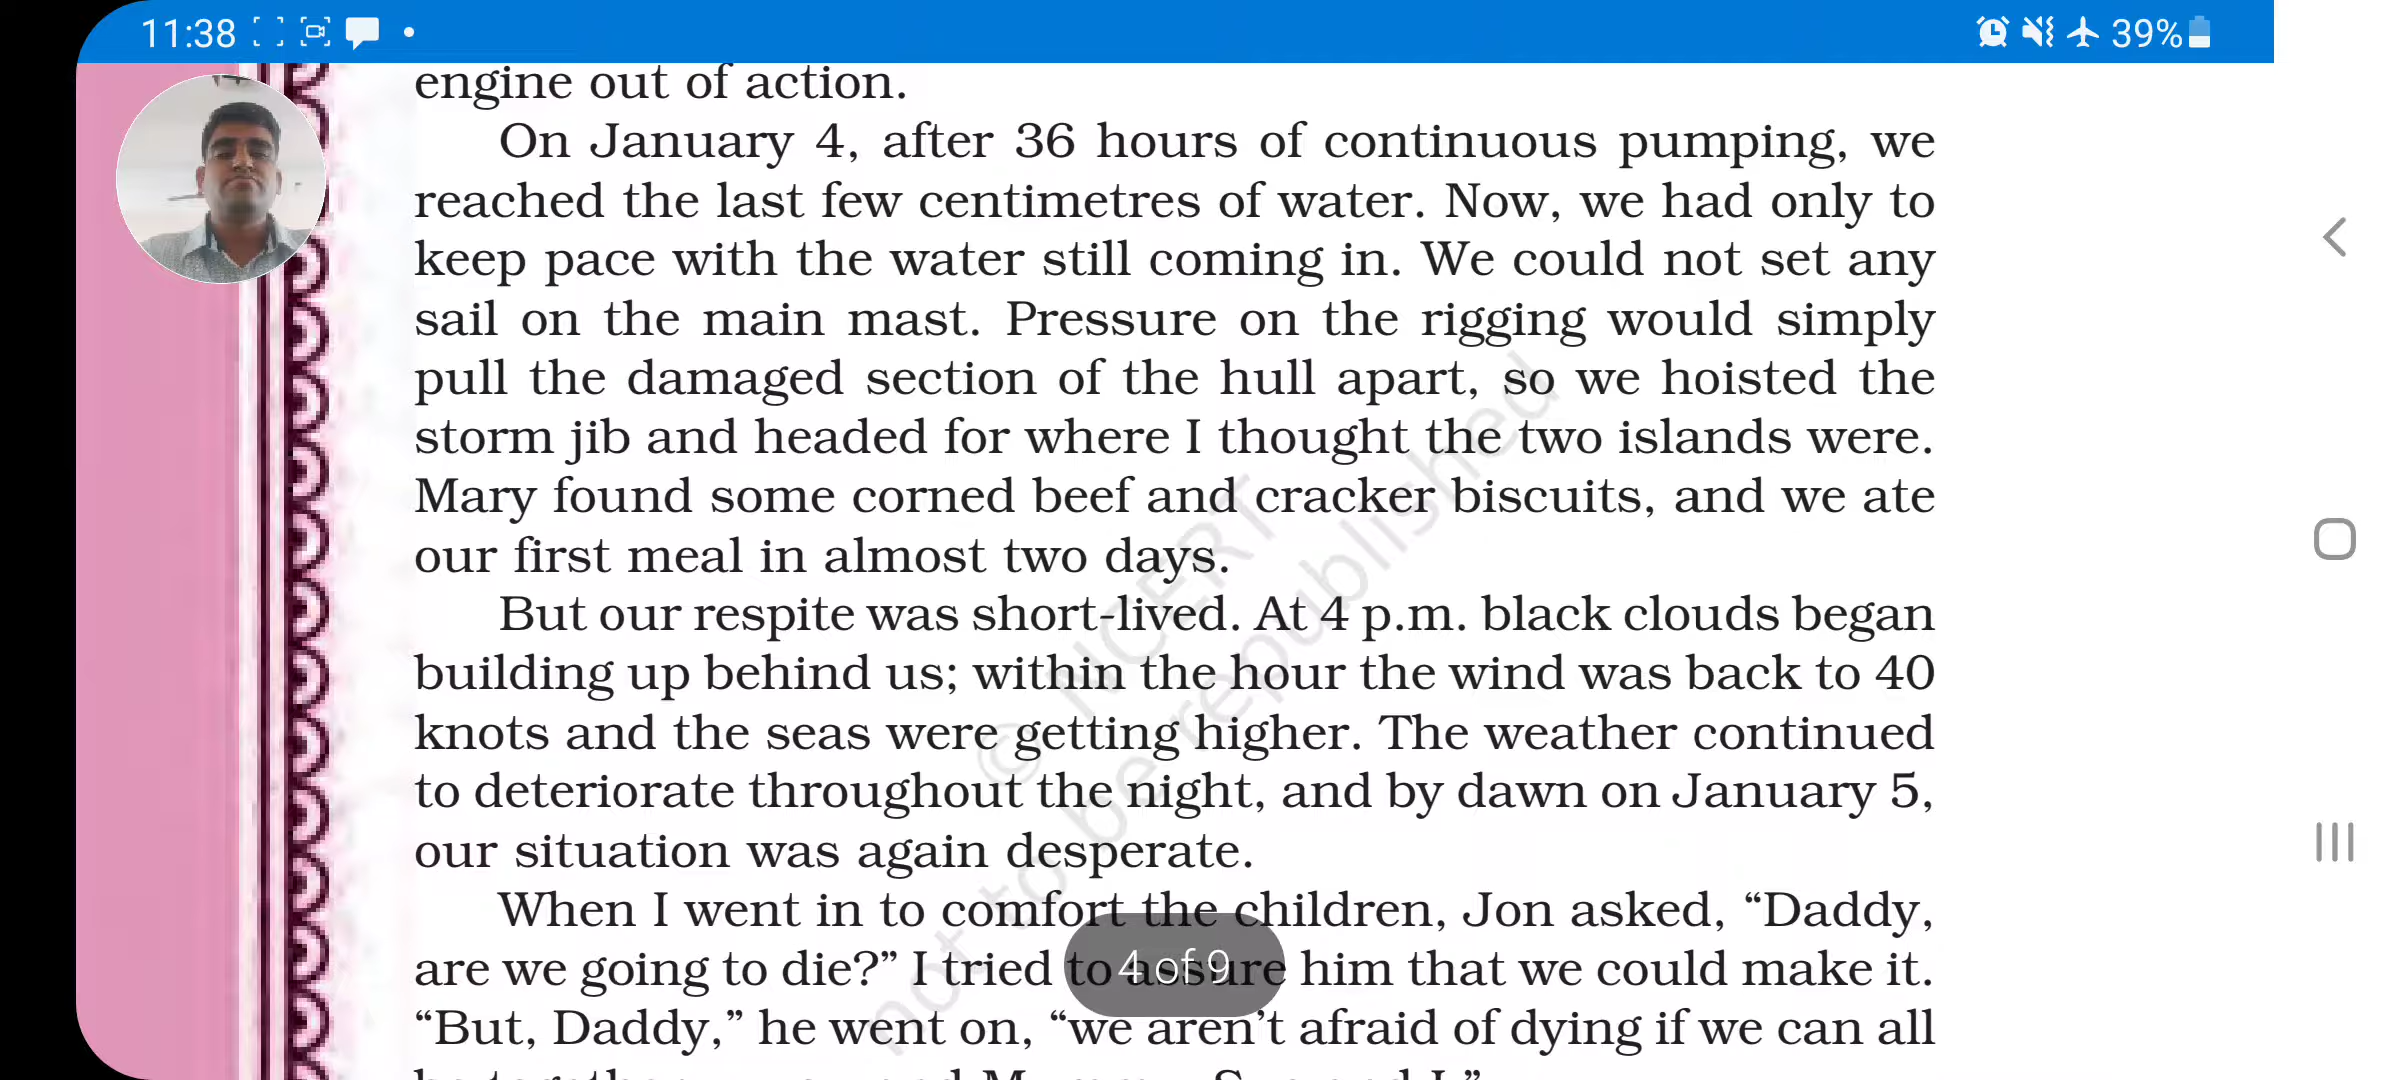 11:38
39%
engine out of action.
On January 4, after 36 hours of continuous pumping, we
reached the last few centimetres of water. Now, we had only to
keep pace with the water still coming in. We could not set any
sail on the main mast. Pressure on the rigging would simply
pull the damaged section of the hull apart, so we hoisted the
storm jib and headed for where I thought the two islands were.
Mary found some corned beef and cracker biscuits, and we ate
our first meal in almost two days.
But our respite was short-lived. At 4 p.m. black clouds began
building up behind us; within the hour the wind was back to 40
knots and the seas were getting higher. The weather continued
to deteriorate throughout the night, and by dawn on January 5,
our situation was again desperate.
When I went in to comfort the children, Jon asked, “Daddy,
are we going to die?” I tried to assure him that we could make it.
“But, Daddy,” he went on, “we aren’t afraid of dying if we can all
4 of 9
© NCERT
not to be republished